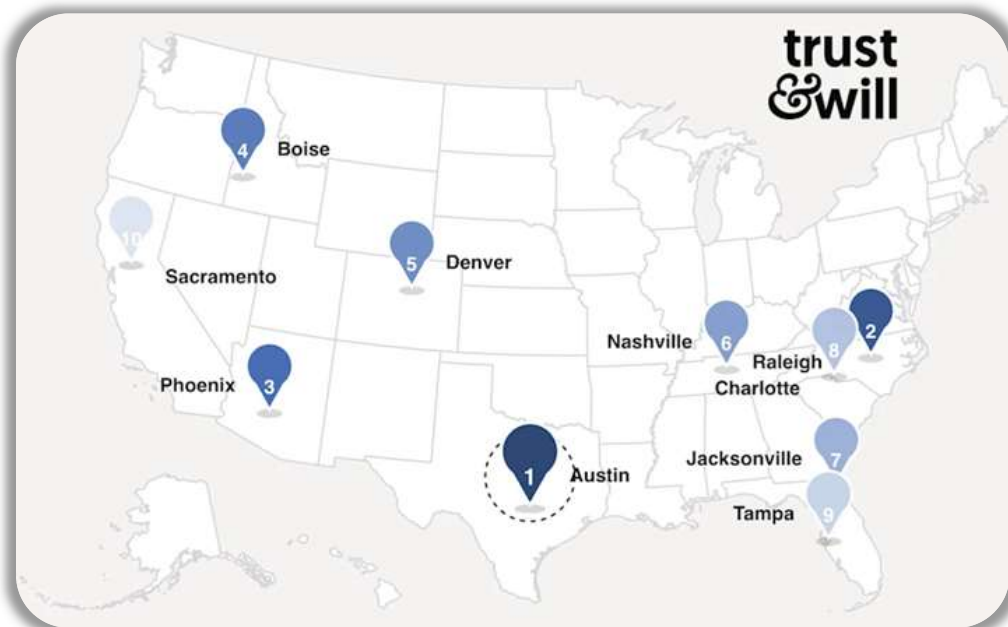 trust
&will
4
Boise
10
Sacramento
5
Denver
Nashville
6
2
8
Raleigh
Charlotte
Phoenix
3
7
Jacksonville
1
Austin
9
Tampa